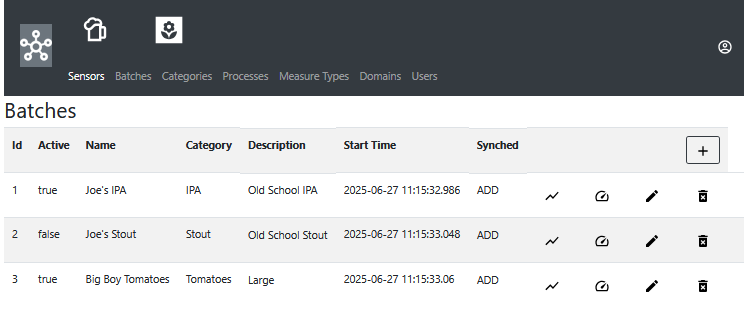 Sensors Batches Categories Processes Measure Types Domains Users
Batches
Id Active Name Category Description Start Time Synched
1 true Joe's IPA IPA Old School IPA 2025-06-27 11:15:32.986 ADD
2 false Joe's Stout Stout Old School Stout 2025-06-27 11:15:33.048 ADD
3 true Big Boy Tomatoes Tomatoes Large 2025-06-27 11:15:33.06 ADD